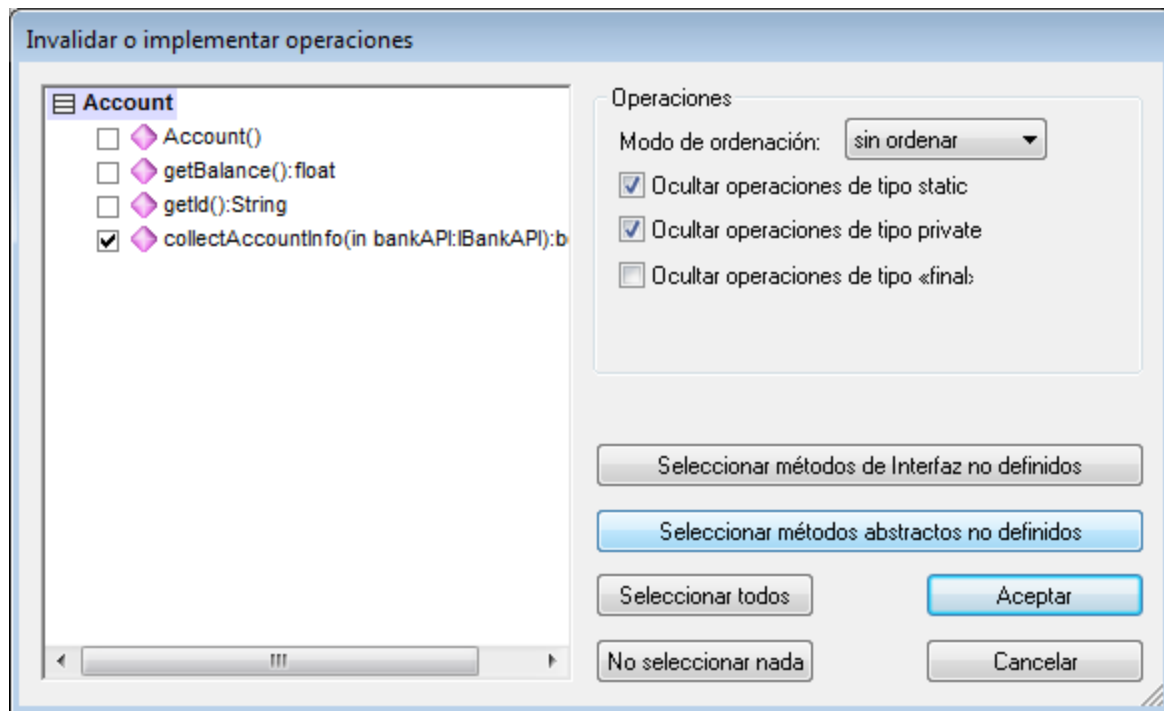 Invalidar o implementar operaciones
Account
Account()
getBalance():float
getId():String
collectAccountInfo(in bankAPI:IBankAPI):b
Operaciones
Modo de ordenación: sin ordenar
Ocultar operaciones de tipo static
Ocultar operaciones de tipo private
Ocultar operaciones de tipo «final›
Seleccionar métodos de Interfaz no definidos
Seleccionar métodos abstractos no definidos
Seleccionar todos
Aceptar
No seleccionar nada
Cancelar